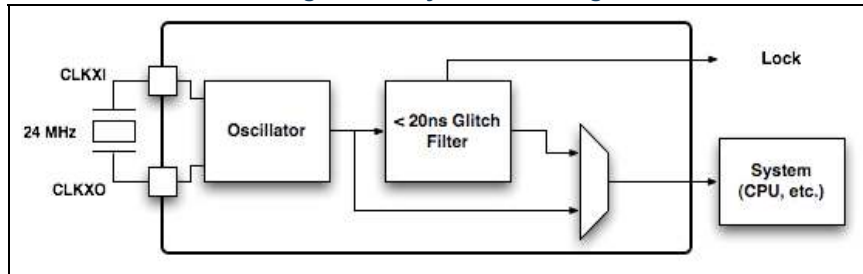 CLKXI
24 MHz
CLKXO
Oscillator
< 20ns Glitch
Filter
Lock
System
(CPU, etc.)